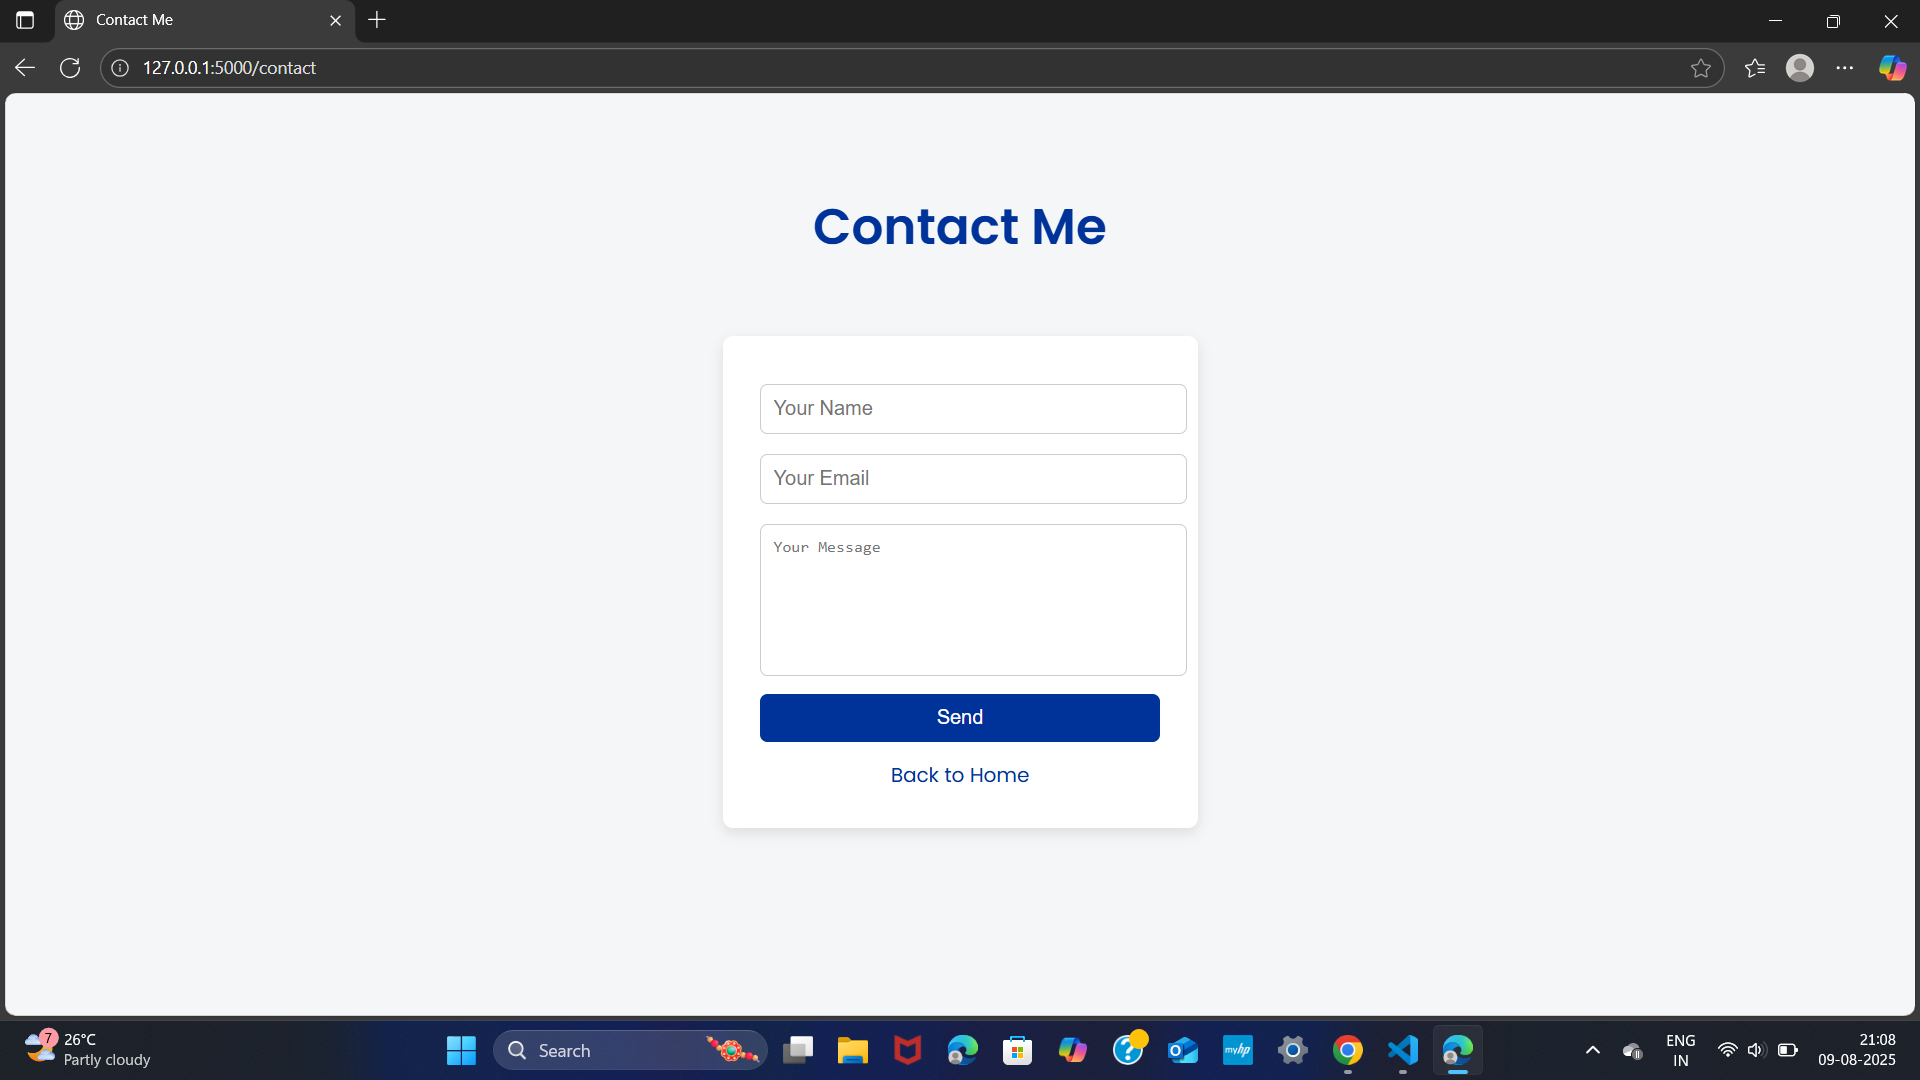 Contact Me
127.0.0.1:5000/contact
Contact Me
Your Name
Your Email
Your Message
Send
Back to Home
7
26°C
Partly cloudy
Search
myhp
ENG
IN
21:08
09-08-2025